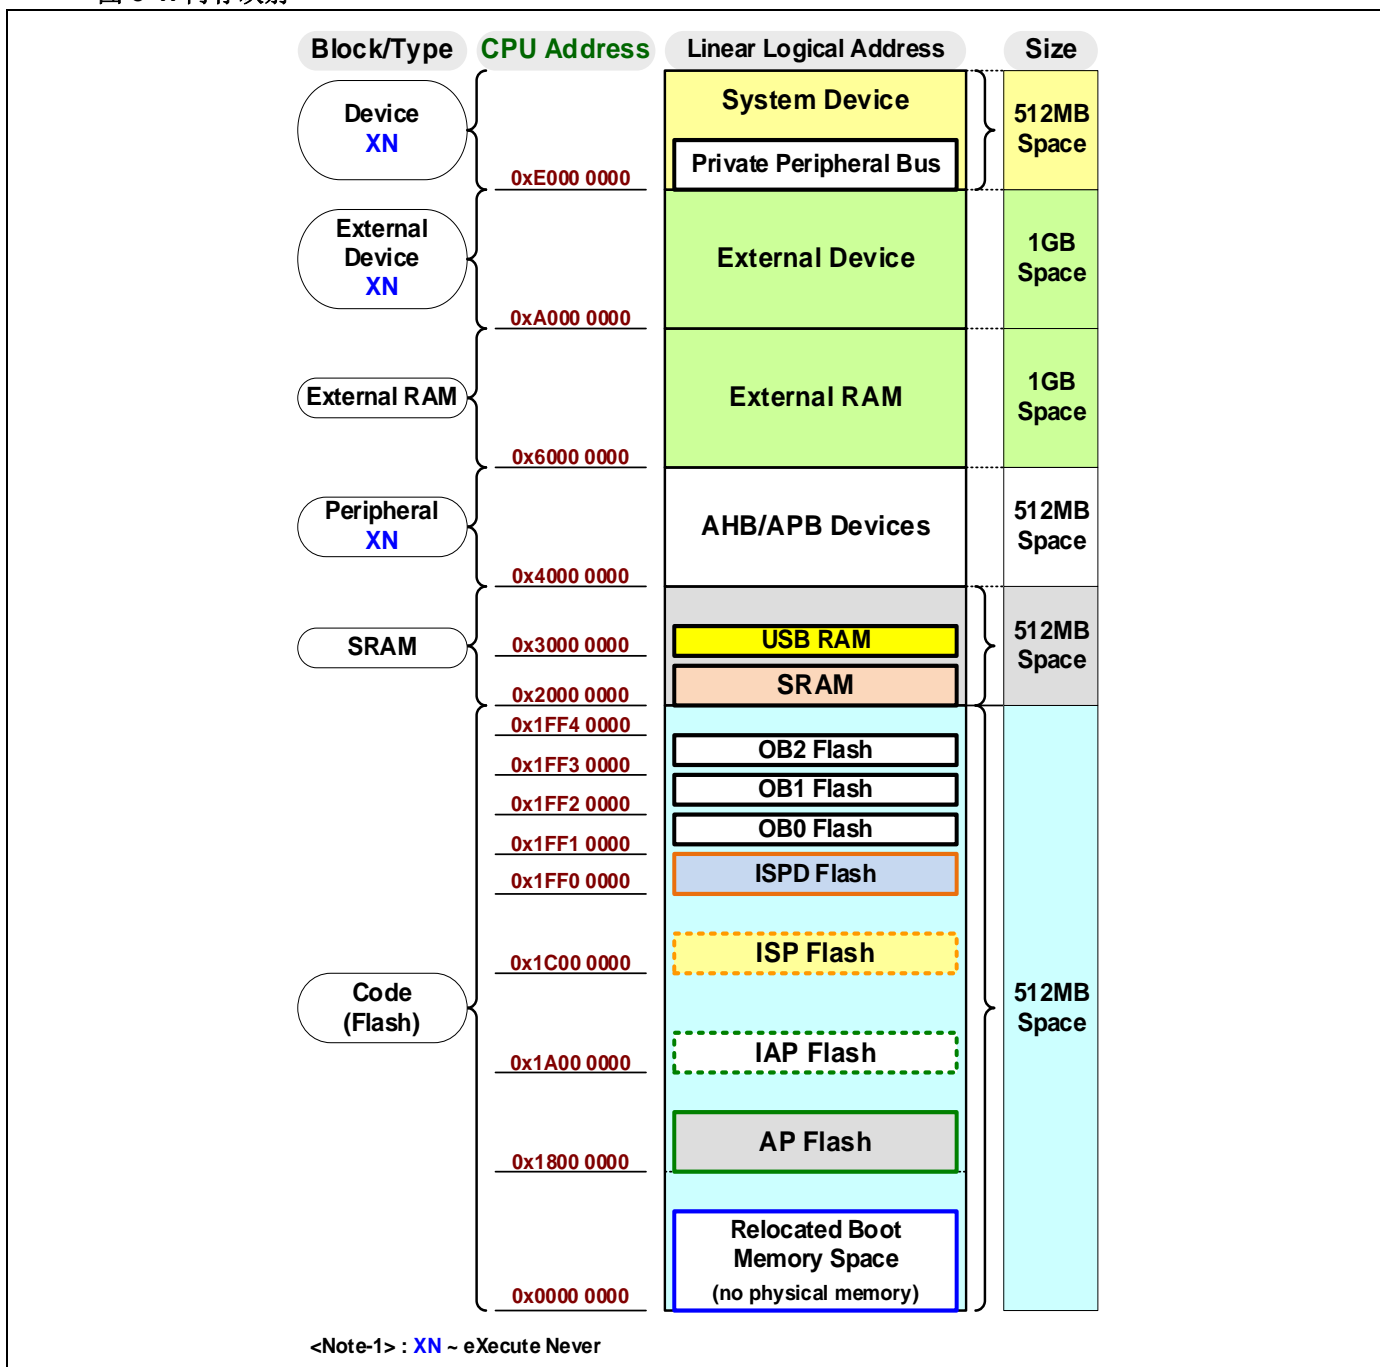 Block/Type CPU Address Linear Logical Address Size
System Device
Device
XN
512MB
Space
Private Peripheral Bus
0xE000 0000
External
Device
XN
External Device
1GB
Space
0xA000 0000
External RAM
External RAM
1GB
Space
0x6000 0000
Peripheral
XN
AHB/APB Devices
512MB
Space
0x4000 0000
SRAM
0x3000 0000
USB RAM
512MB
Space
SRAM
0x2000 0000
0x1FF4 0000
OB2 Flash
0x1FF3 0000
OB1 Flash
0x1FF2 0000
OB0 Flash
0x1FF1 0000
ISPD Flash
0x1FF0 0000
ISP Flash
0x1C00 0000
Code
(Flash)
512MB
Space
IAP Flash
0x1A00 0000
AP Flash
0x1800 0000
Relocated Boot
Memory Space
(no physical memory)
0x0000 0000
<Note-1> : XN ~ eXecute Never